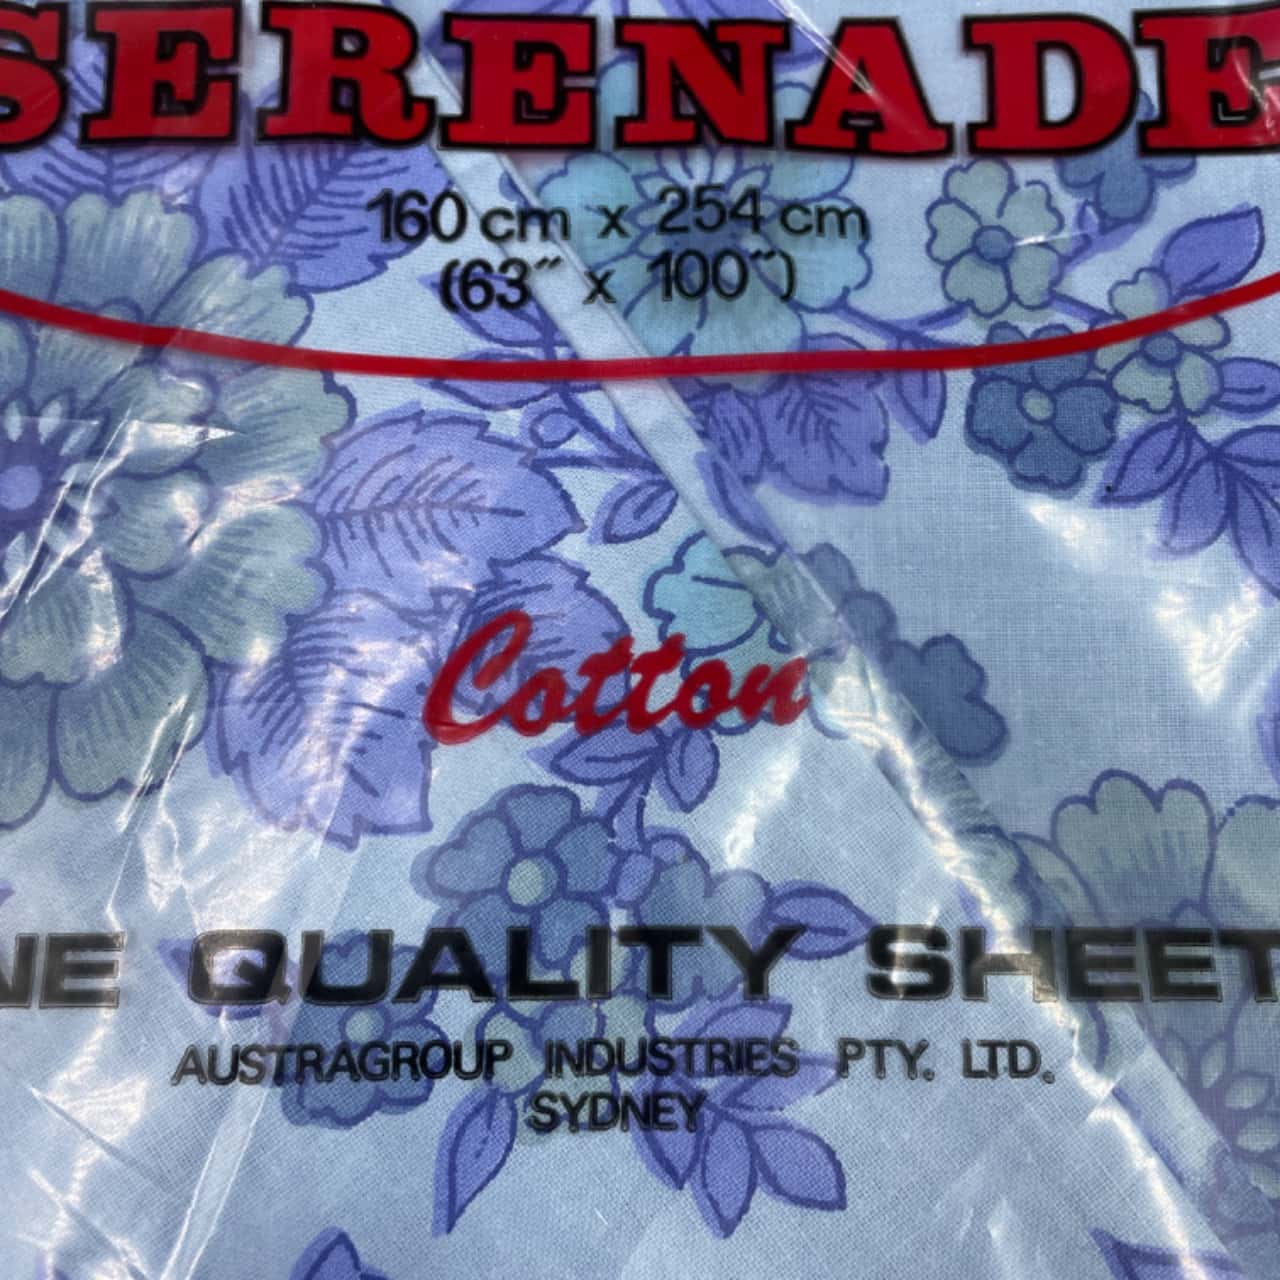 SERENADE
160 cm x 254 cm
(63" x 100")
Cotton
NE QUALITY SHEET
AUSTRAGROUP INDUSTRIES PTY. LTD.
SYDNEY